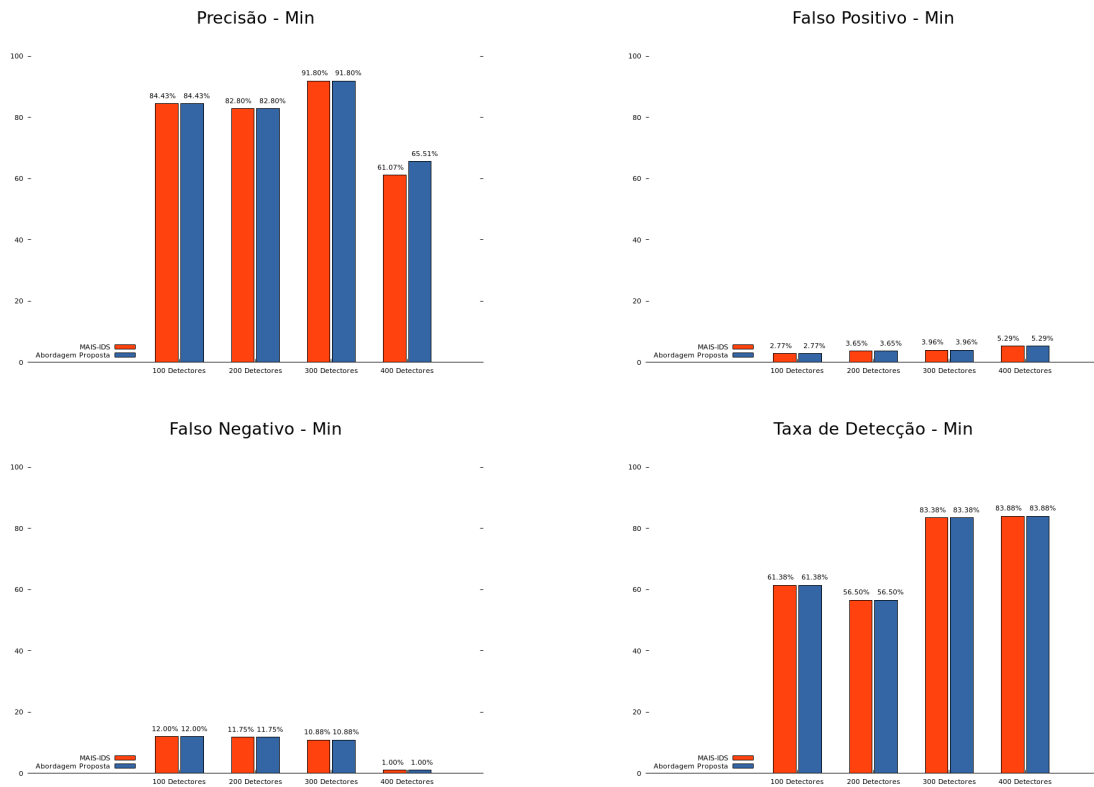 Precisão - Min
100
80
60
40
20
0
84.43% 84.43%
82.80% 82.80%
91.80% 91.80%
61.07% 65.51%
MAIS-IDS
Abordagem Proposta
100 Detectores 200 Detectores 300 Detectores 400 Detectores
Falso Positivo - Min
100
80
60
40
20
0
2.77% 2.77%
3.65% 3.65%
3.96% 3.96%
5.29% 5.29%
MAIS-IDS
Abordagem Proposta
100 Detectores 200 Detectores 300 Detectores 400 Detectores
Falso Negativo - Min
100
80
60
40
20
0
12.00% 12.00%
11.75% 11.75%
10.88% 10.88%
1.00% 1.00%
MAIS-IDS
Abordagem Proposta
100 Detectores 200 Detectores 300 Detectores 400 Detectores
Taxa de Detecção - Min
100
80
60
40
20
0
61.38% 61.38%
56.50% 56.50%
83.38% 83.38%
83.88% 83.88%
MAIS-IDS
Abordagem Proposta
100 Detectores 200 Detectores 300 Detectores 400 Detectores